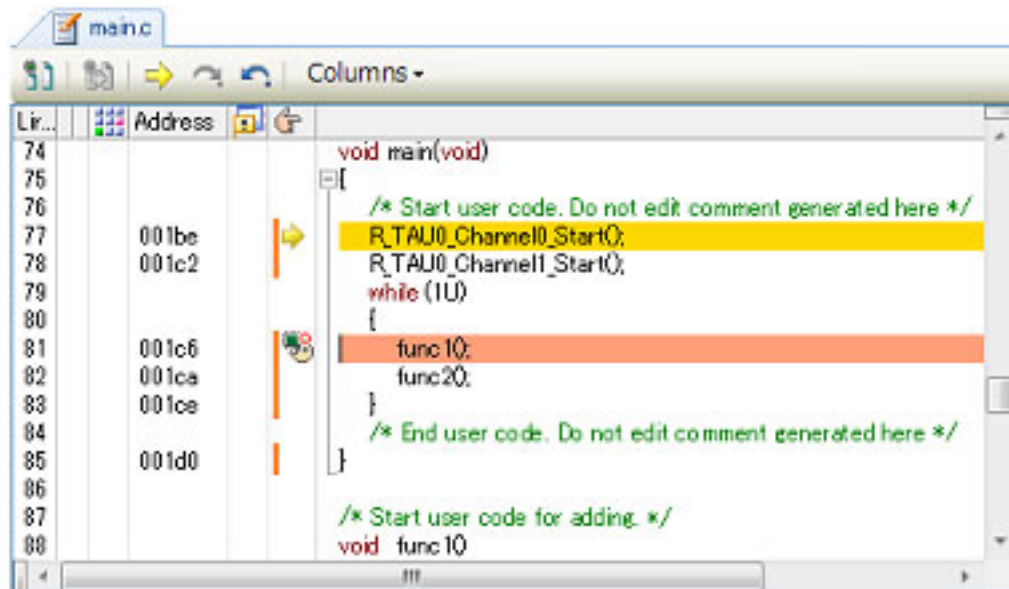 main.c
Columns
Lir... Address
74 void main(void)
75 {
76 /* Start user code. Do not edit comment generated here */
77 001be R_TAU0_Channel0_Start();
78 001c2 R_TAU0_Channel1_Start();
79 while (1U)
80 {
81 001c6 func1();
82 001ca func2();
83 001ce }
84 /* End user code. Do not edit comment generated here */
85 001d0 }
86
87 /* Start user code for adding. */
88 void func1()